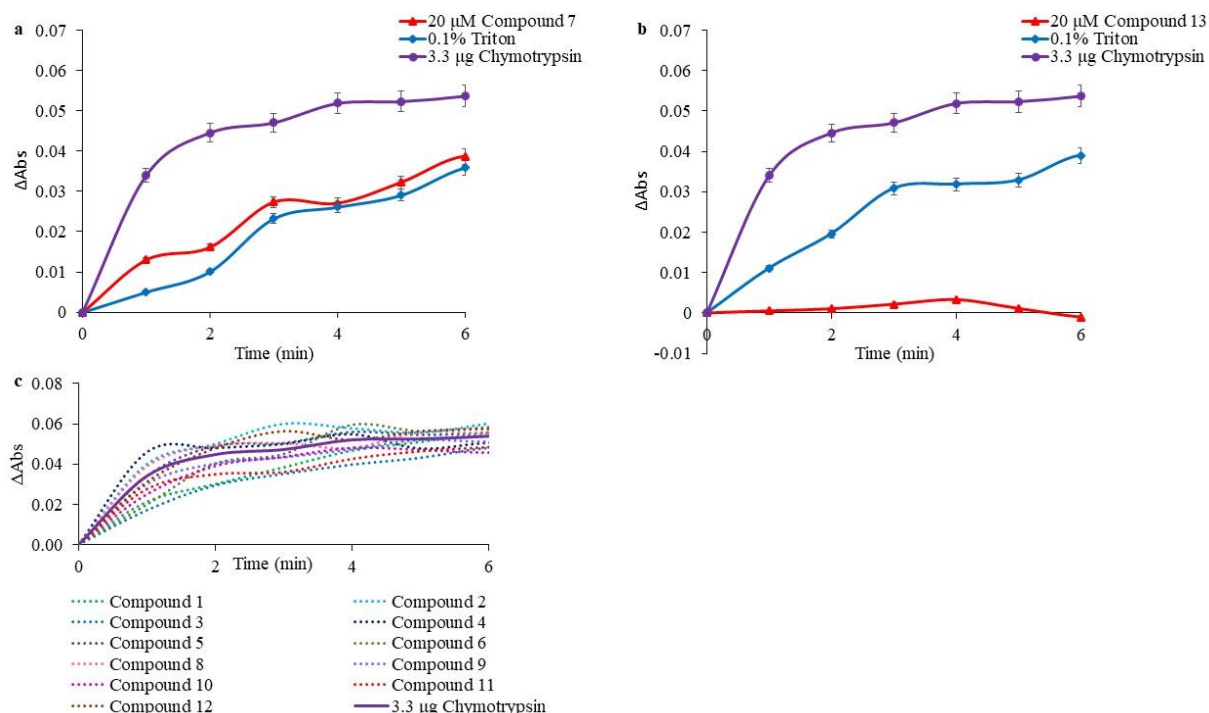 a
0.07
0.06
0.05
0.04
0.03
0.02
0.01
0
ΔAbs
20 μM Compound 7
0.1% Triton
3.3 μg Chymotrypsin
0 2 4 6
Time (min)
b
0.07
0.06
0.05
0.04
0.03
0.02
0.01
0
-0.01
ΔAbs
20 μM Compound 13
0.1% Triton
3.3 μg Chymotrypsin
0 2 4 6
Time (min)
c
0.08
0.06
0.04
0.02
0.00
ΔAbs
0 2 4 6
Time (min)
Compound 1 Compound 2
Compound 3 Compound 4
Compound 5 Compound 6
Compound 8 Compound 9
Compound 10 Compound 11
Compound 12 3.3 μg Chymotrypsin